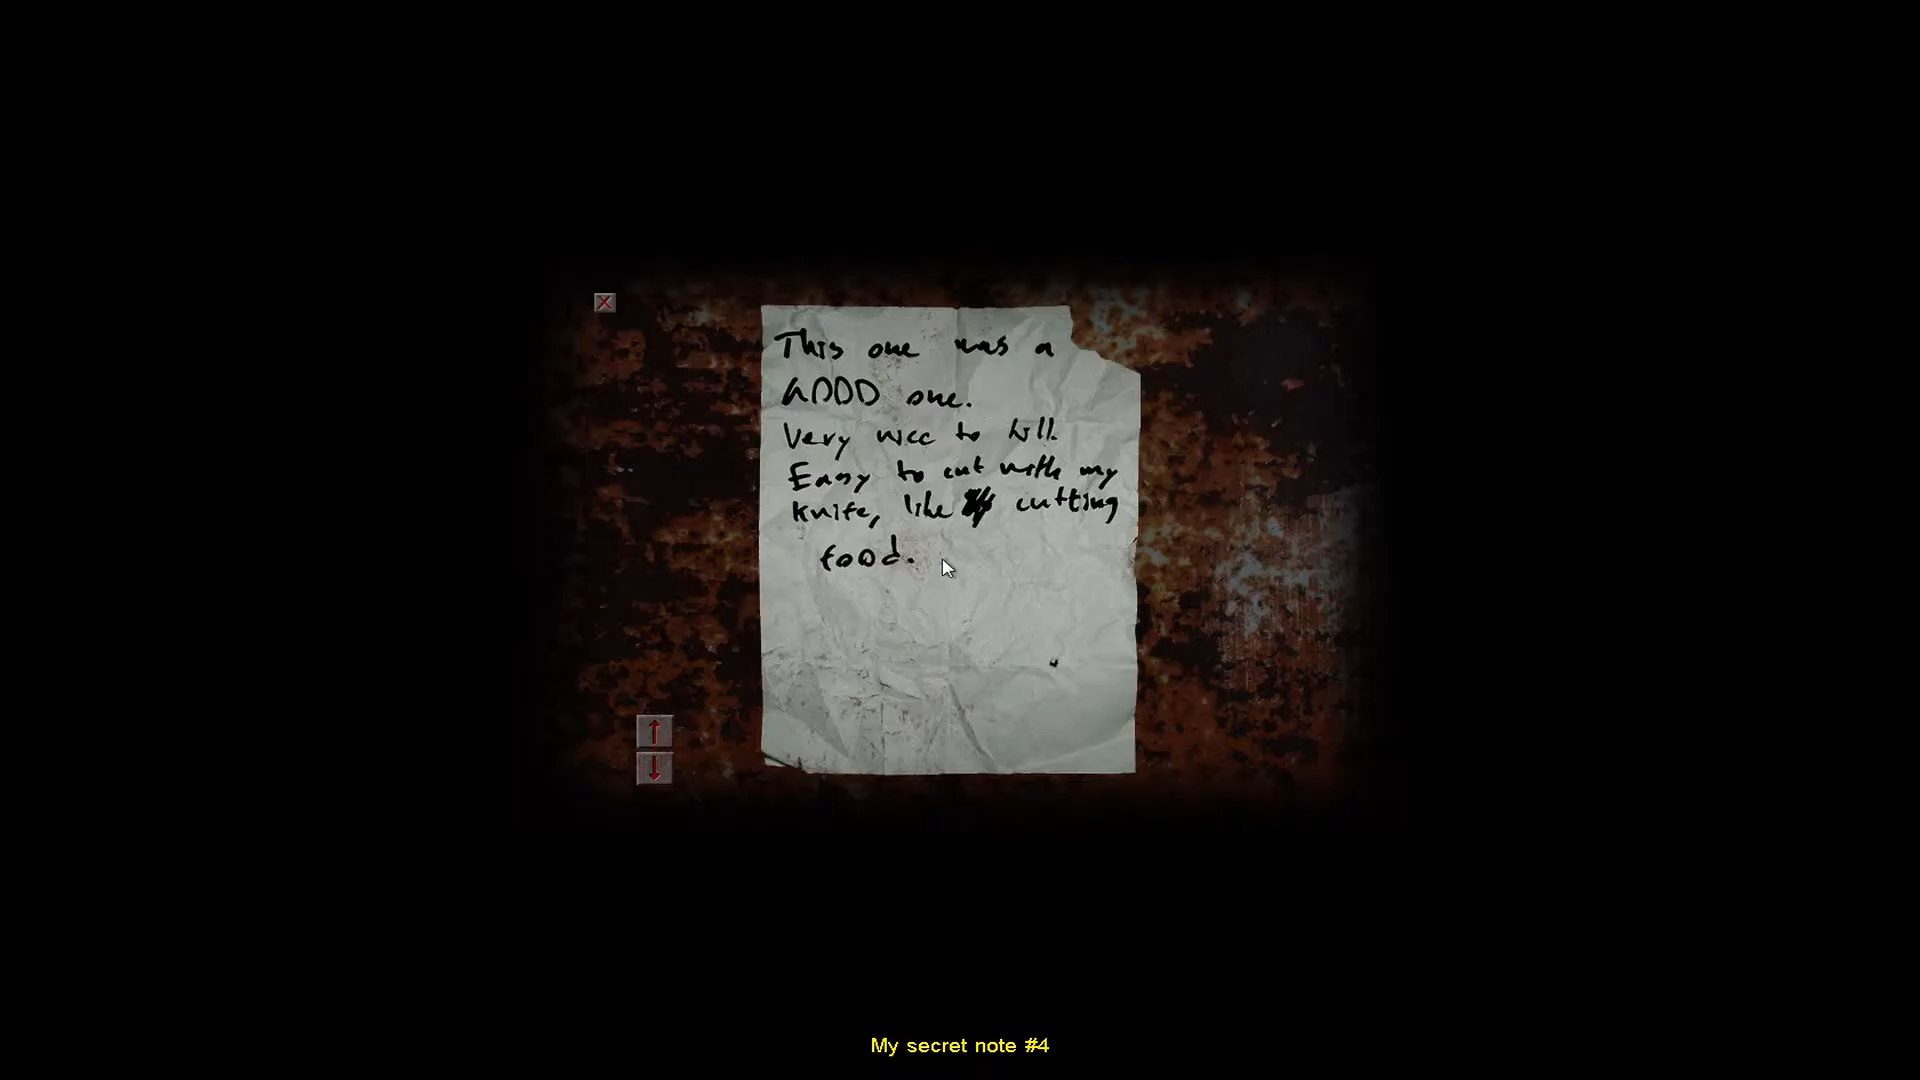 This one was a
GOOD one.
Very nice to kill.
Easy to cut with my
knife, like cutting
food.
My secret note #4